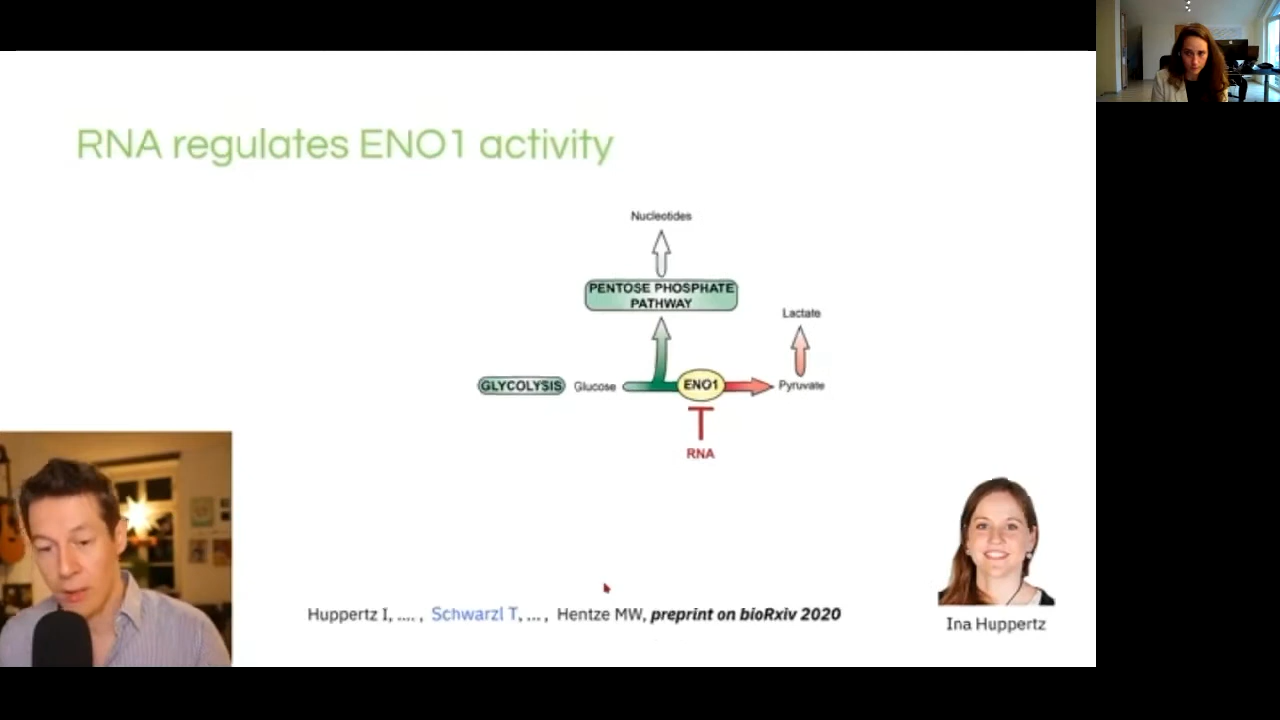 RNA regulates ENO1 activity
Nucleotides
PENTOSE PHOSPHATE
PATHWAY
Lactate
GLYCOLYSIS Glucose ENO1 Pyruvate
RNA
Huppertz I, .... , Schwarzl T, ... , Hentze MW, preprint on bioRxiv 2020
Ina Huppertz